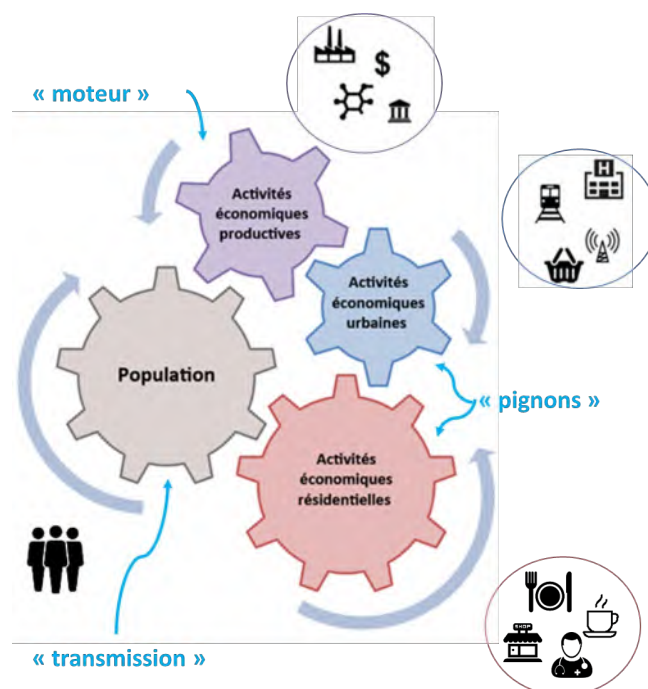 « moteur »
$
Activités
économiques
productives
H
Activités
économiques
urbaines
Population
« pignons »
Activités
économiques
résidentielles
SHOP
« transmission »